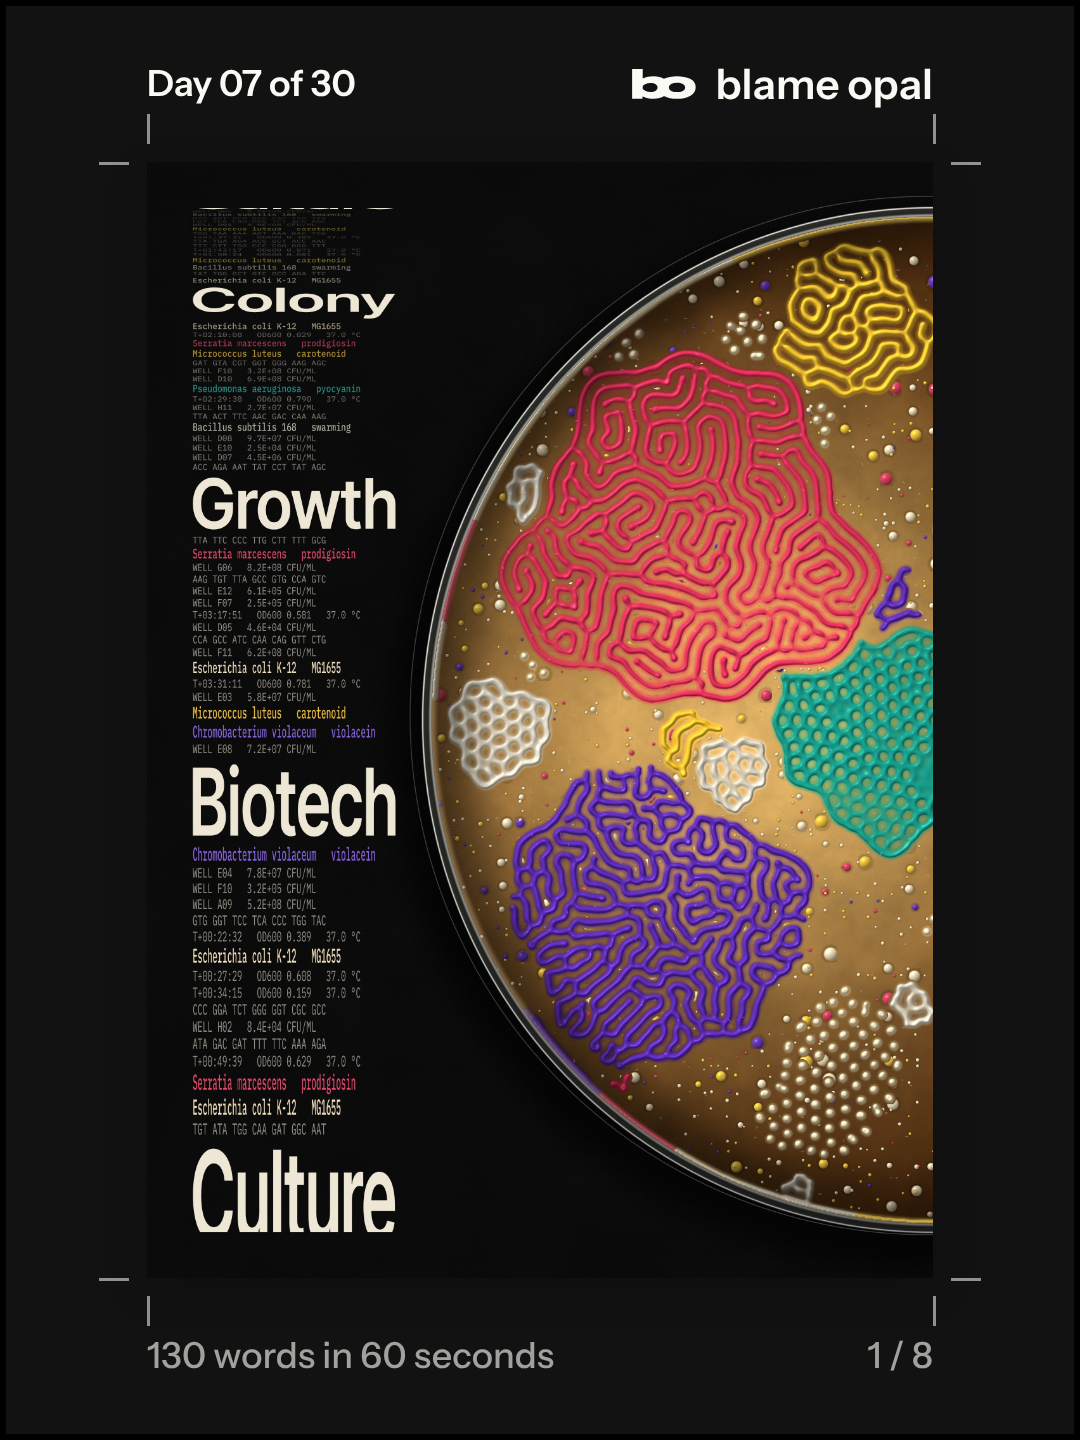 Day 07 of 30
bo blame opal
Bacillus subtilis 168 swarming
Micrococcus luteus carotenoid
Micrococcus luteus carotenoid
Bacillus subtilis 168 swarming
Escherichia coli K-12 MG1655
Colony
Escherichia coli K-12 MG1655
T+02:10:08 OD600 0.029 37.0 °C
Serratia marcescens prodigiosin
Micrococcus luteus carotenoid
GAT GTA CGT GGT GGG AAG AGC
WELL F10 3.2E+08 CFU/ML
WELL D10 6.9E+08 CFU/ML
Pseudomonas aeruginosa pyocyanin
T+02:29:38 OD600 0.790 37.0 °C
WELL H11 2.7E+07 CFU/ML
TTA ACT TTC AAC GAC CAA AAG
Bacillus subtilis 168 swarming
WELL D08 9.7E+07 CFU/ML
WELL E10 2.5E+04 CFU/ML
WELL D07 4.5E+06 CFU/ML
ACC AGA AAT TAT CCT TAT AGC
Growth
TTA TTC CCC TTG CTT TTT GCG
Serratia marcescens prodigiosin
WELL G06 8.2E+08 CFU/ML
AAG TGT TTA GCC GTG CCA GTC
WELL E12 6.1E+05 CFU/ML
WELL F07 2.5E+05 CFU/ML
T+03:17:51 OD600 0.581 37.0 °C
WELL D05 4.6E+04 CFU/ML
CCA GCC ATC CAA CAG GTT CTG
WELL F11 6.2E+08 CFU/ML
Escherichia coli K-12 MG1655
T+03:31:11 OD600 0.781 37.0 °C
WELL E03 5.8E+07 CFU/ML
Micrococcus luteus carotenoid
Chromobacterium violaceum violacein
WELL E08 7.2E+07 CFU/ML
Biotech
Chromobacterium violaceum violacein
WELL E04 7.8E+07 CFU/ML
WELL F10 3.2E+05 CFU/ML
WELL A09 5.2E+08 CFU/ML
GTG GGT TCC TCA CCC TGG TAC
T+00:22:32 OD600 0.389 37.0 °C
Escherichia coli K-12 MG1655
T+00:27:29 OD600 0.608 37.0 °C
T+00:34:15 OD600 0.159 37.0 °C
CCC GGA TCT GGG GGT CGC GCC
WELL H02 8.4E+04 CFU/ML
ATA GAC GAT TTT TTC AAA AGA
T+00:49:39 OD600 0.629 37.0 °C
Serratia marcescens prodigiosin
Escherichia coli K-12 MG1655
TGT ATA TGG CAA GAT GGC AAT
Culture
130 words in 60 seconds
1 / 8